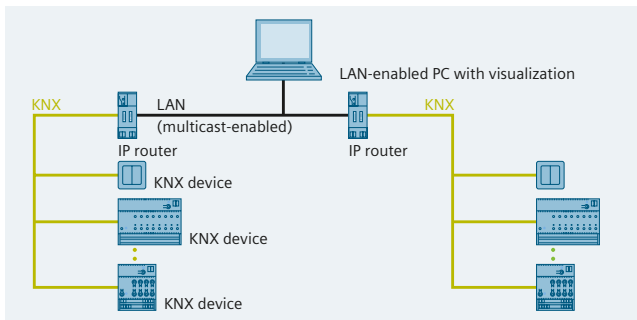 LAN-enabled PC with visualization
KNX
LAN
(multicast-enabled)
KNX
IP router
IP router
KNX device
KNX device
KNX device